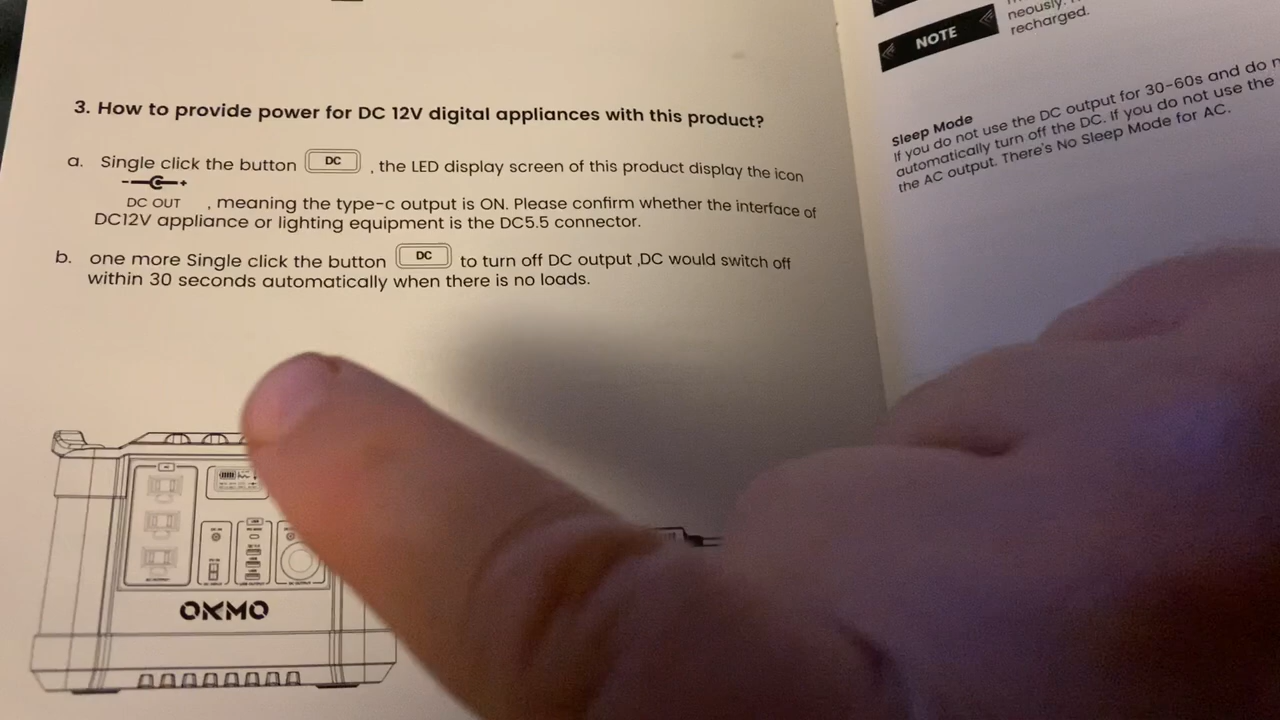 3. How to provide power for DC 12V digital appliances with this product?
a. Single click the button DC , the LED display screen of this product display the icon
- +
DC OUT , meaning the type-c output is ON. Please confirm whether the interface of
DC12V appliance or lighting equipment is the DC5.5 connector.
b. one more Single click the button DC to turn off DC output ,DC would switch off
within 30 seconds automatically when there is no loads.
OKMO
NOTE
recharged.
Sleep Mode
If you do not use the DC output for 30-60s and do
automatically turn off the DC. If you do not use the
the AC output. There's No Sleep Mode for AC.